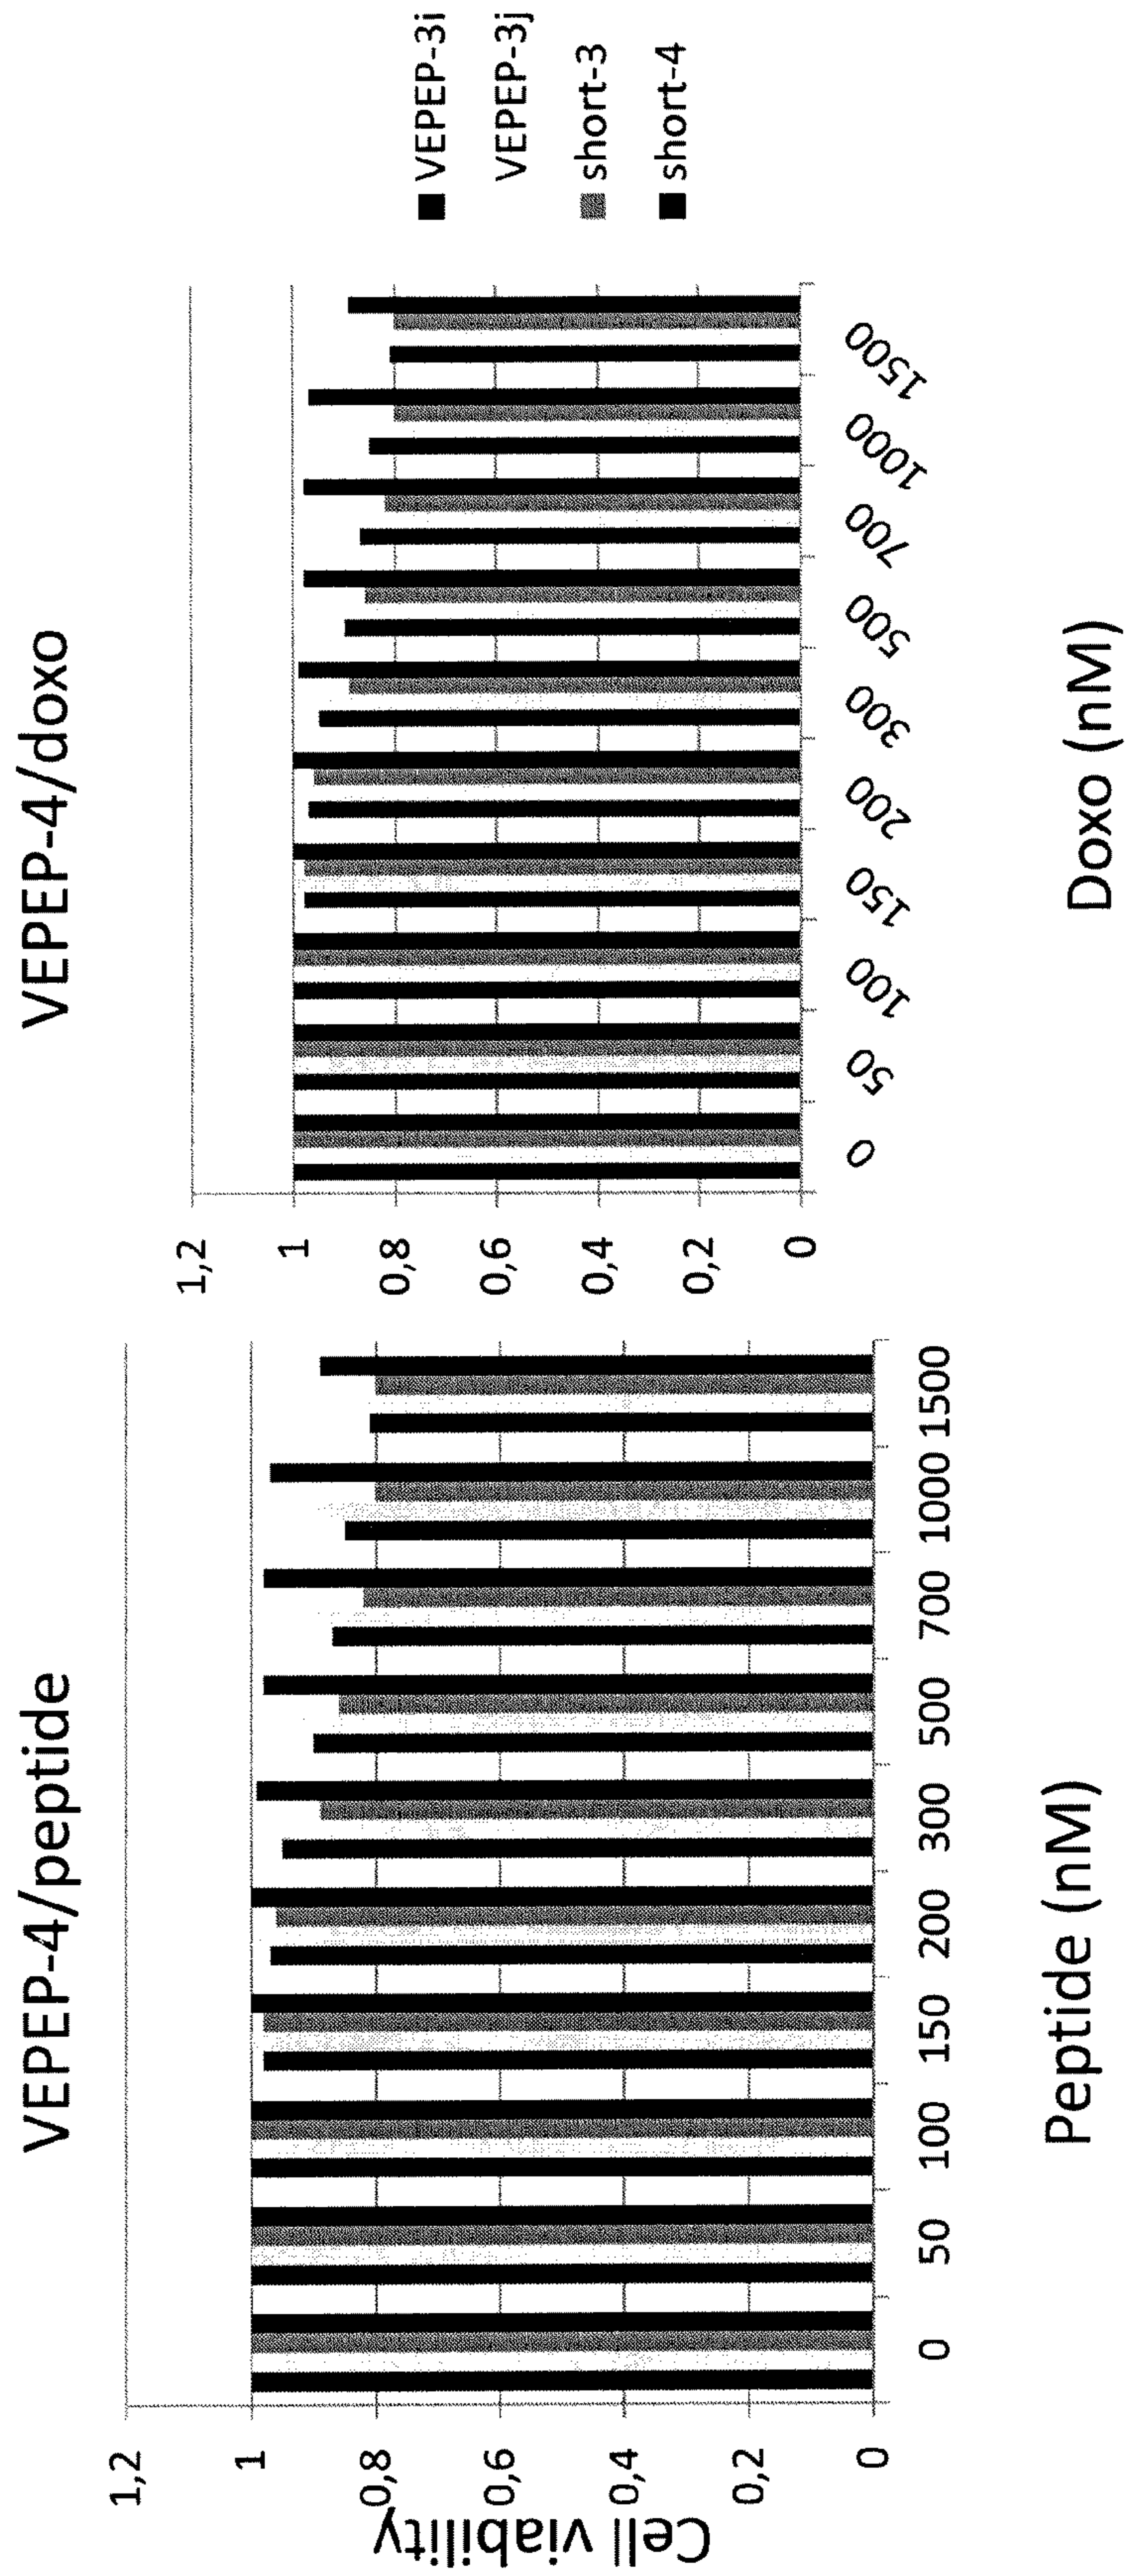 VEPEP-4/peptide
Cell viability
1,2
1
0,8
0,6
0,4
0,2
0
0 50 100 150 200 300 500 700 1000 1500
Peptide (nM)
VEPEP-4/doxo
1,2
1
0,8
0,6
0,4
0,2
0
0 50 100 150 200 300 500 700 1000 1500
Doxo (nM)
VEPEP-3i
VEPEP-3j
short-3
short-4